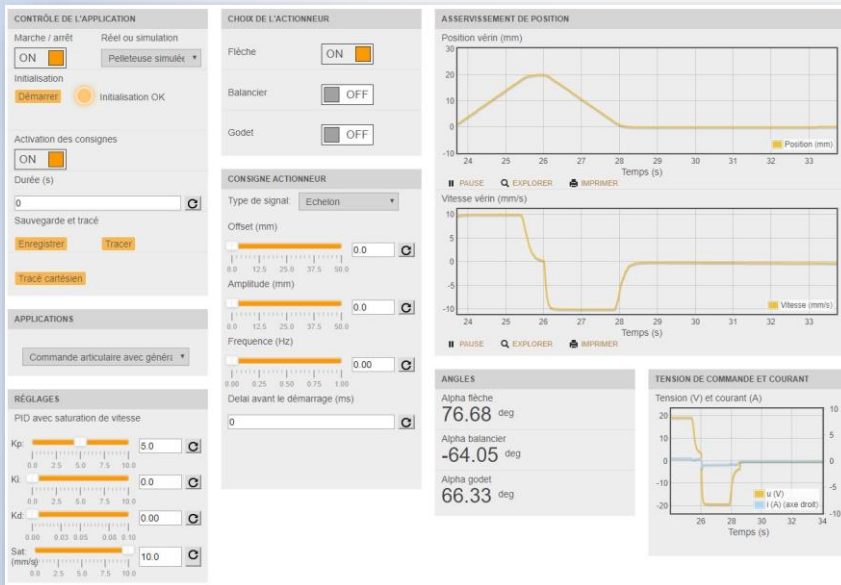 CONTRÔLE DE L'APPLICATION
Marche / arrêt Réel ou simulation
ON Pelleteuse simulée
Initialisation
Démarrer Initialisation OK
Activation des consignes
ON
Durée (s)
0
Sauvegarde et tracé
Enregistrer Tracer
Tracé cartésien
APPLICATIONS
Commande articulaire avec généra
RÉGLAGES
PID avec saturation de vitesse
Kp: 5.0
0.0 2.5 5.0 7.5 10.0
Ki: 0.0
0.0 2.5 5.0 7.5 10.0
Kd: 0.00
0.00 0.03 0.05 0.08 0.10
Sat (mm/s) 10.0
0.0 2.5 5.0 7.5 10.0
CHOIX DE L'ACTIONNEUR
Flèche ON
Balancier OFF
Godet OFF
CONSIGNE ACTIONNEUR
Type de signal: Echelon
Offset (mm)
0.0
0.0 12.5 25.0 37.5 50.0
Amplitude (mm)
0.0
0.0 12.5 25.0 37.5 50.0
Frequence (Hz)
0.00
0.00 0.25 0.50 0.75 1.00
Delai avant le démarrage (ms)
0
ASSERVISSEMENT DE POSITION
Position vérin (mm)
30
20
10
0
-10
Position (mm)
24 25 26 27 28 29 30 31 32 33
Temps (s)
PAUSE EXPLORER IMPRIMER
Vitesse vérin (mm/s)
10
5
0
-5
-10
Vitesse (mm/s)
24 25 26 27 28 29 30 31 32 33
Temps (s)
PAUSE EXPLORER IMPRIMER
ANGLES
Alpha flèche
76.68 deg
Alpha balancier
-64.05 deg
Alpha godet
66.33 deg
TENSION DE COMMANDE ET COURANT
Tension (V) et courant (A)
20 10
10 5
0 0
-10 -5
-20 -10
u (V)
i (A) (axe droit)
26 28 30 32 34
Temps (s)